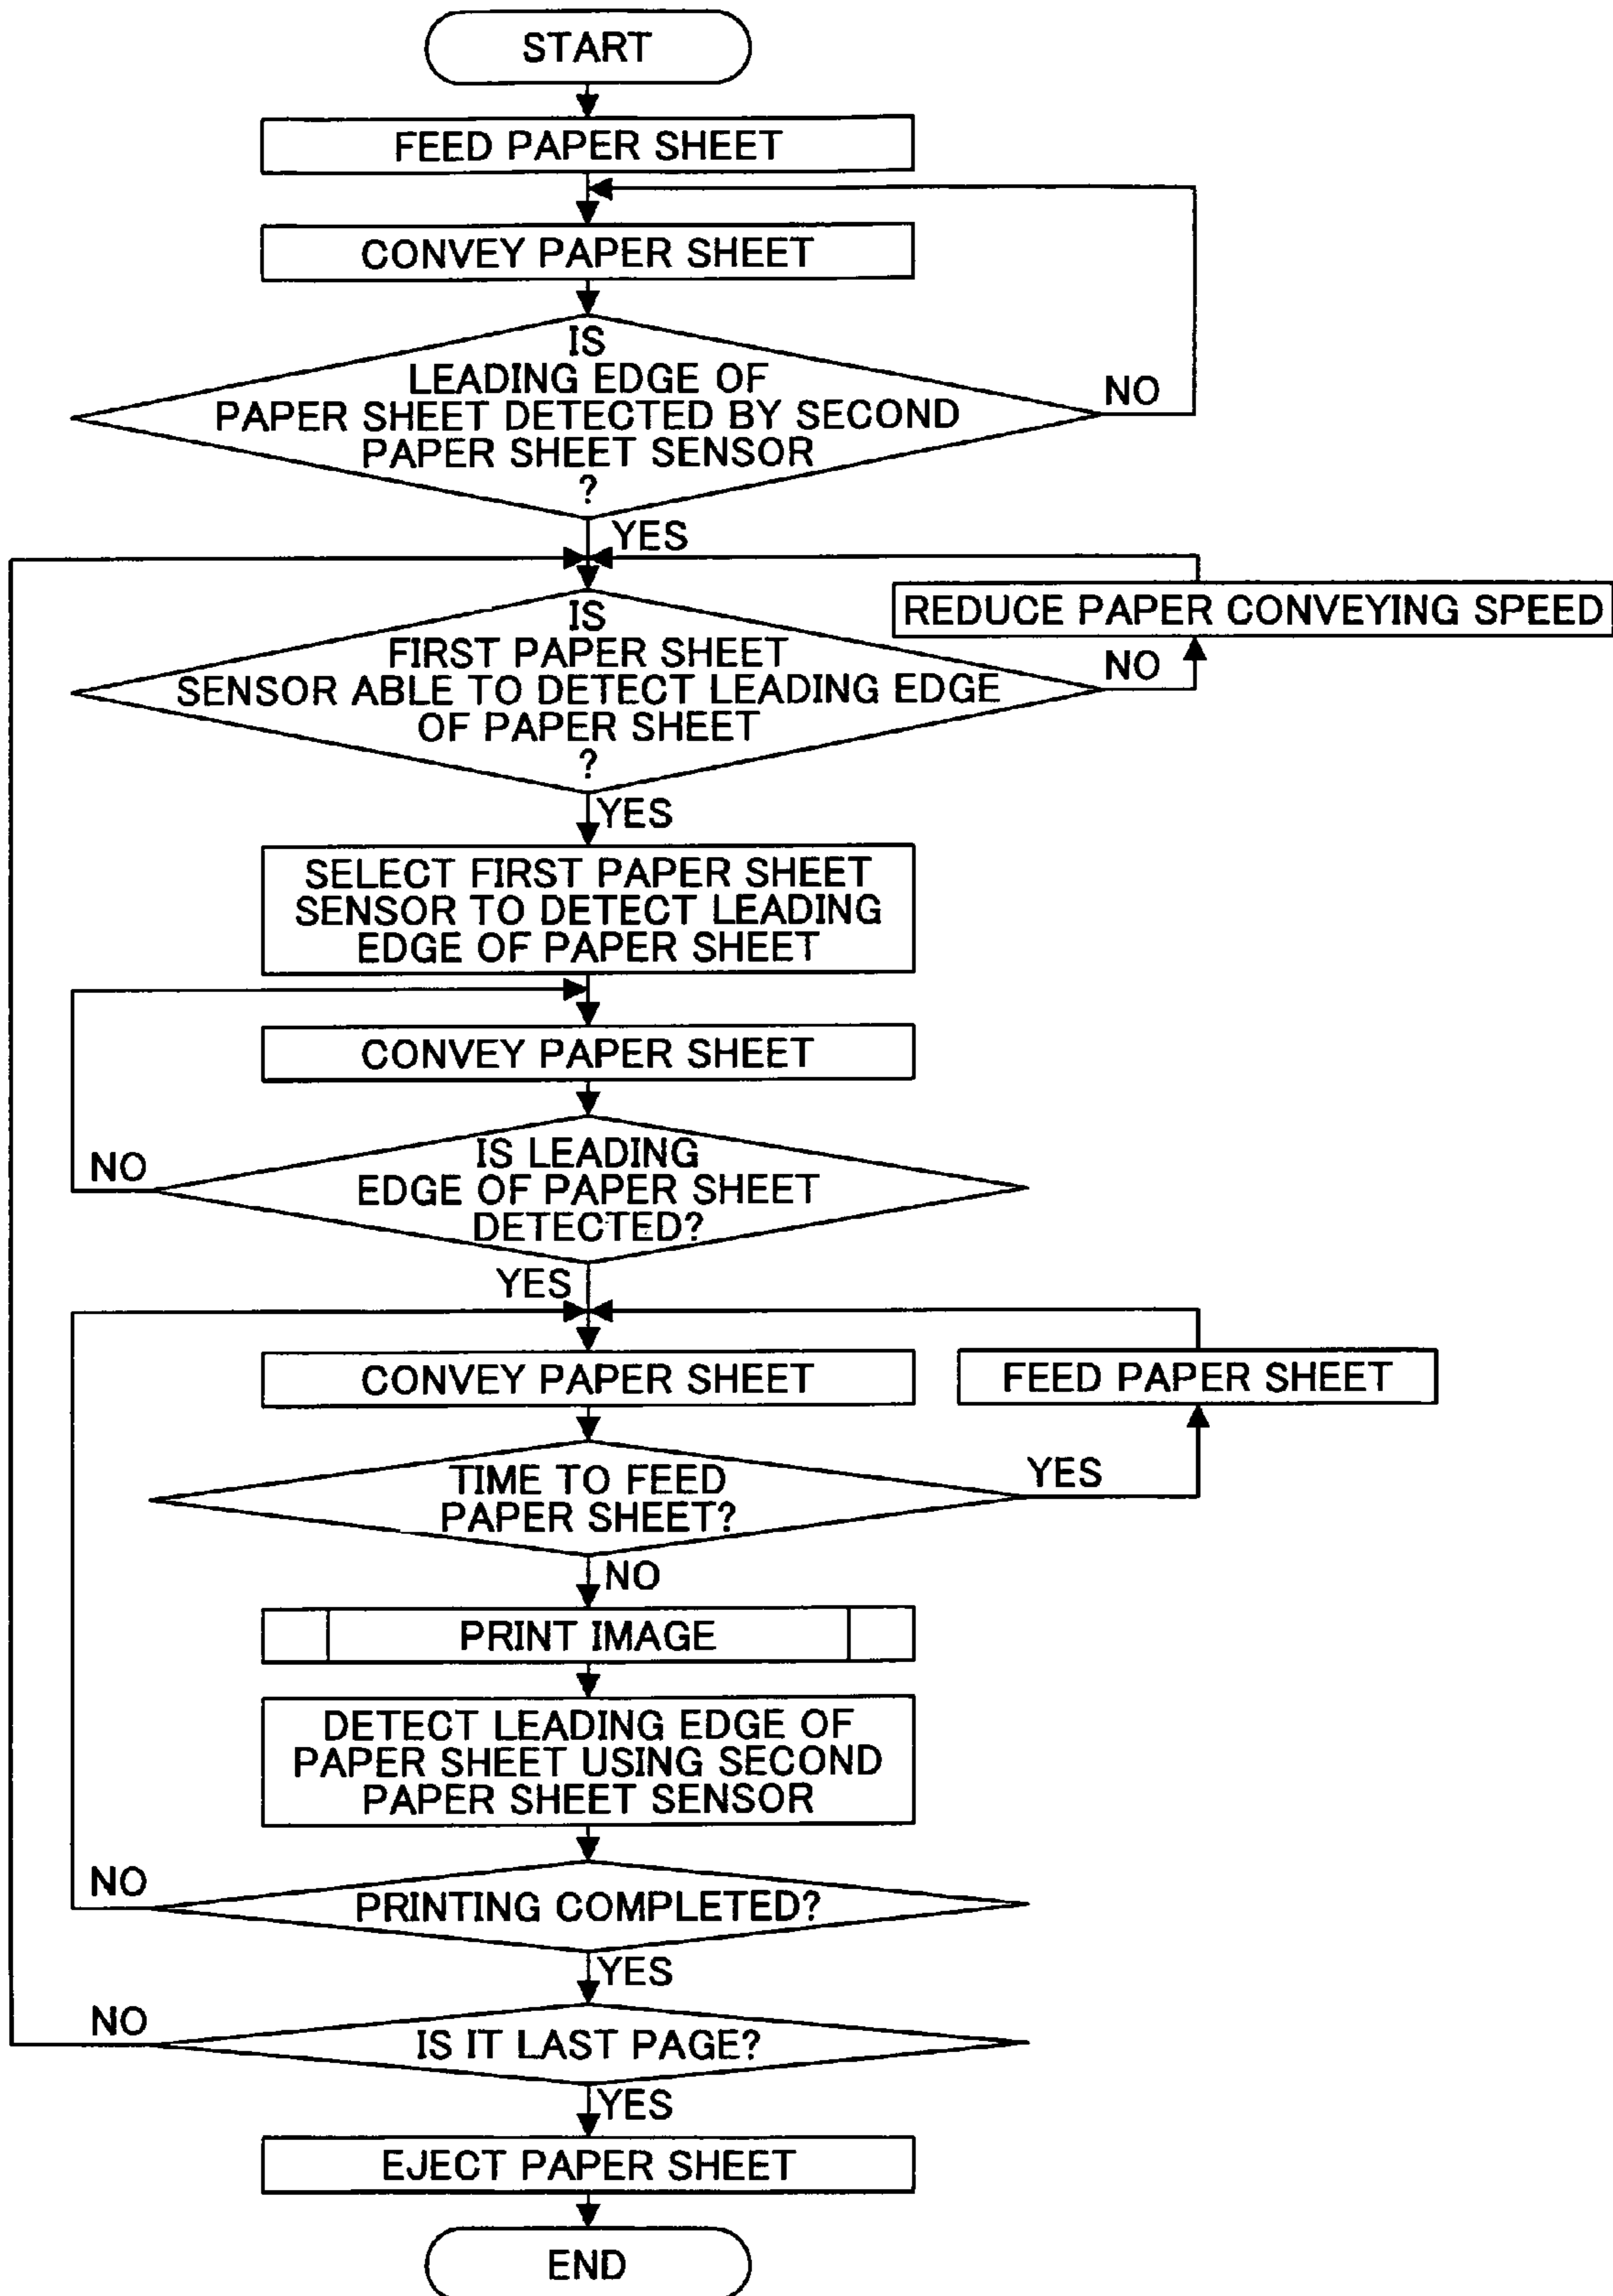 START
FEED PAPER SHEET
CONVEY PAPER SHEET
IS
LEADING EDGE OF
PAPER SHEET DETECTED BY SECOND
PAPER SHEET SENSOR
?
NO
YES
REDUCE PAPER CONVEYING SPEED
IS
FIRST PAPER SHEET
SENSOR ABLE TO DETECT LEADING EDGE
OF PAPER SHEET
?
NO
YES
SELECT FIRST PAPER SHEET
SENSOR TO DETECT LEADING
EDGE OF PAPER SHEET
CONVEY PAPER SHEET
IS LEADING
EDGE OF PAPER SHEET
DETECTED?
NO
YES
CONVEY PAPER SHEET
FEED PAPER SHEET
TIME TO FEED
PAPER SHEET?
YES
NO
PRINT IMAGE
DETECT LEADING EDGE OF
PAPER SHEET USING SECOND
PAPER SHEET SENSOR
NO
PRINTING COMPLETED?
YES
NO
IS IT LAST PAGE?
YES
EJECT PAPER SHEET
END